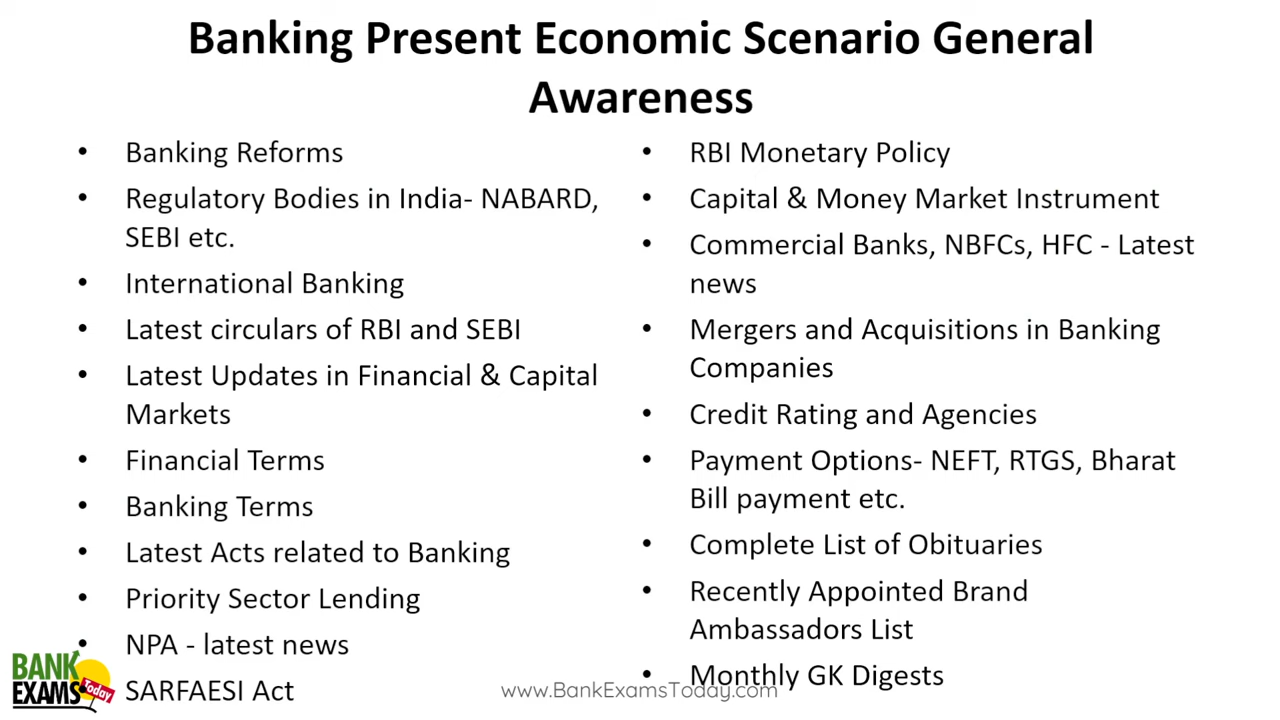 Banking Present Economic Scenario General
Awareness
• Banking Reforms
• Regulatory Bodies in India- NABARD,
SEBI etc.
• International Banking
• Latest circulars of RBI and SEBI
• Latest Updates in Financial & Capital
Markets
• Financial Terms
• Banking Terms
• Latest Acts related to Banking
• Priority Sector Lending
• NPA - latest news
• SARFAESI Act
• RBI Monetary Policy
• Capital & Money Market Instrument
• Commercial Banks, NBFCs, HFC - Latest
news
• Mergers and Acquisitions in Banking
Companies
• Credit Rating and Agencies
• Payment Options- NEFT, RTGS, Bharat
Bill payment etc.
• Complete List of Obituaries
• Recently Appointed Brand
Ambassadors List
• Monthly GK Digests
BANK
EXAMS Today
www.BankExamsToday.com